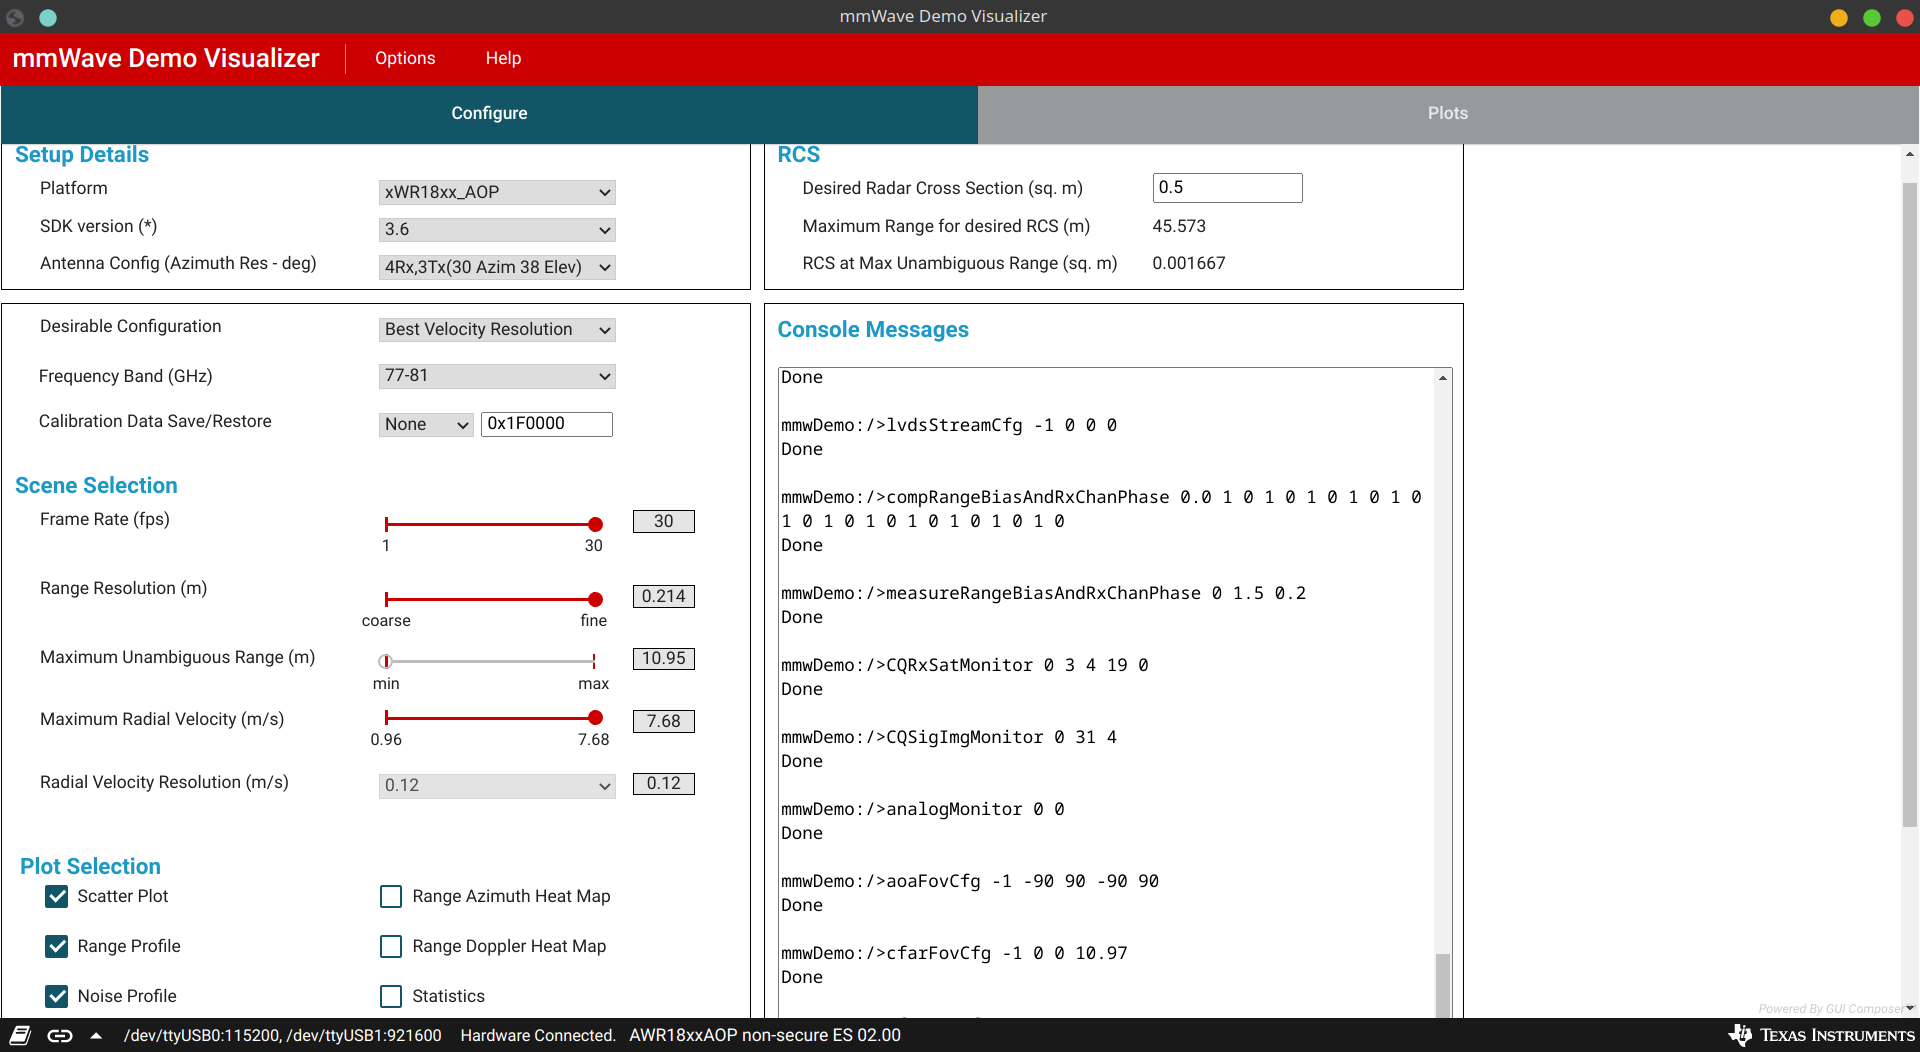 mmWave Demo Visualizer
mmWave Demo Visualizer
Options
Help
Configure
Plots
Setup Details
Platform
xWR18xx_AOP
SDK version (*)
3.6
Antenna Config (Azimuth Res - deg)
4Rx,3Tx(30 Azim 38 Elev)
RCS
Desired Radar Cross Section (sq. m)
0.5
Maximum Range for desired RCS (m)
45.573
RCS at Max Unambiguous Range (sq. m)
0.001667
Desirable Configuration
Best Velocity Resolution
Frequency Band (GHz)
77-81
Calibration Data Save/Restore
None
0x1F0000
Scene Selection
Frame Rate (fps)
1
30
30
Range Resolution (m)
coarse
fine
0.214
Maximum Unambiguous Range (m)
min
max
10.95
Maximum Radial Velocity (m/s)
0.96
7.68
7.68
Radial Velocity Resolution (m/s)
0.12
0.12
Plot Selection
Scatter Plot
Range Azimuth Heat Map
Range Profile
Range Doppler Heat Map
Noise Profile
Statistics
Console Messages
Done
mmwDemo:/>lvdsStreamCfg -1 0 0 0
Done
mmwDemo:/>compRangeBiasAndRxChanPhase 0.0 1 0 1 0 1 0 1 0 1 0
1 0 1 0 1 0 1 0 1 0 1 0 1 0
Done
mmwDemo:/>measureRangeBiasAndRxChanPhase 0 1.5 0.2
Done
mmwDemo:/>CQRxSatMonitor 0 3 4 19 0
Done
mmwDemo:/>CQSigImgMonitor 0 31 4
Done
mmwDemo:/>analogMonitor 0 0
Done
mmwDemo:/>aoaFovCfg -1 -90 90 -90 90
Done
mmwDemo:/>cfarFovCfg -1 0 0 10.97
Done
Powered By GUI Composer
/dev/ttyUSB0:115200, /dev/ttyUSB1:921600
Hardware Connected.
AWR18xxAOP non-secure ES 02.00
TEXAS INSTRUMENTS